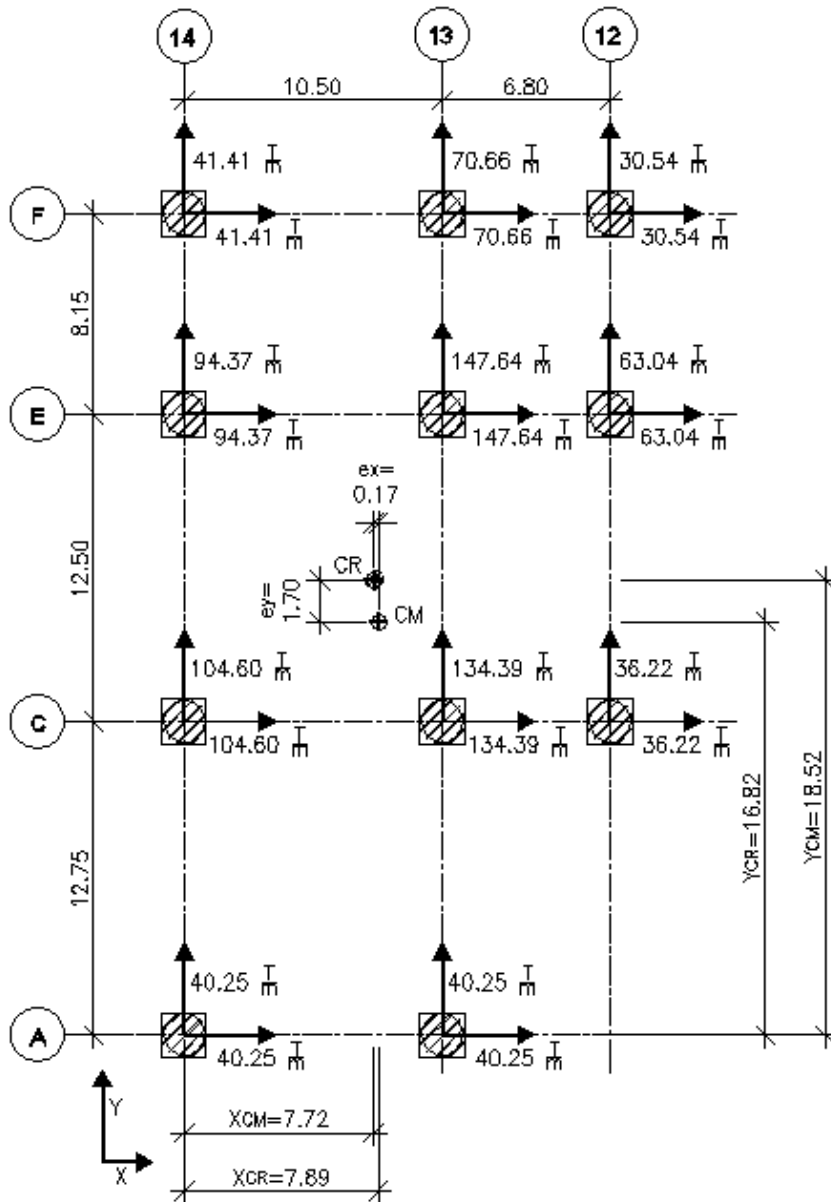 14 13 12
10.50 6.80
41.41 T/m 70.66 T/m 30.54 T/m
F
41.41 T/m 70.66 T/m 30.54 T/m
8.15
94.37 T/m 147.64 T/m 63.04 T/m
E
94.37 T/m 147.64 T/m 63.04 T/m
ex=
0.17
12.50
CR
ey=
1.70
CM
104.60 T/m 134.39 T/m 36.22 T/m
C
104.60 T/m 134.39 T/m 36.22 T/m
YCR=16.82
YCM=18.52
12.75
40.25 T/m 40.25 T/m
A
40.25 T/m 40.25 T/m
Y
X
XCM=7.72
XCR=7.89